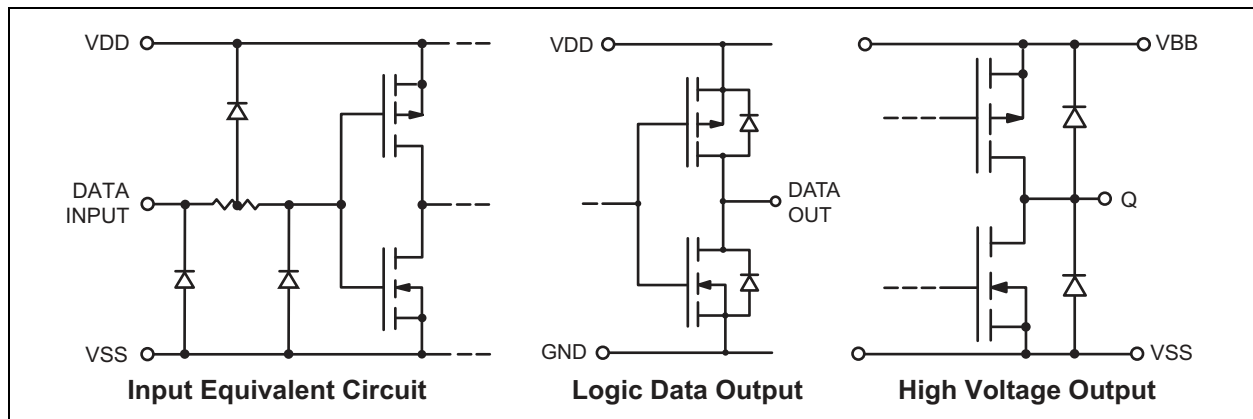 VDD
DATA
INPUT
VSS
Input Equivalent Circuit
VDD
DATA
OUT
GND
Logic Data Output
VBB
Q
VSS
High Voltage Output